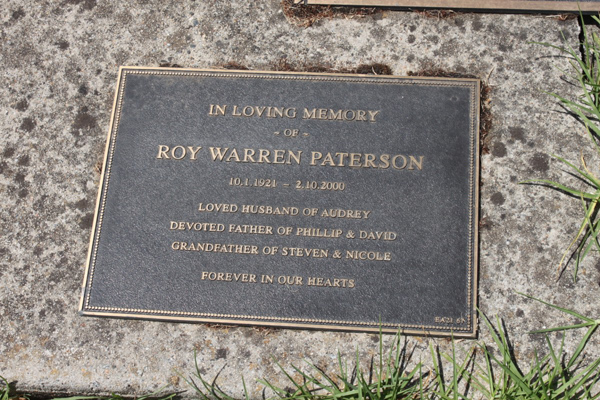 IN LOVING MEMORY
~ OF ~
ROY WARREN PATERSON
10.1.1921 – 2.10.2000
LOVED HUSBAND OF AUDREY
DEVOTED FATHER OF PHILLIP & DAVID
GRANDFATHER OF STEVEN & NICOLE
FOREVER IN OUR HEARTS